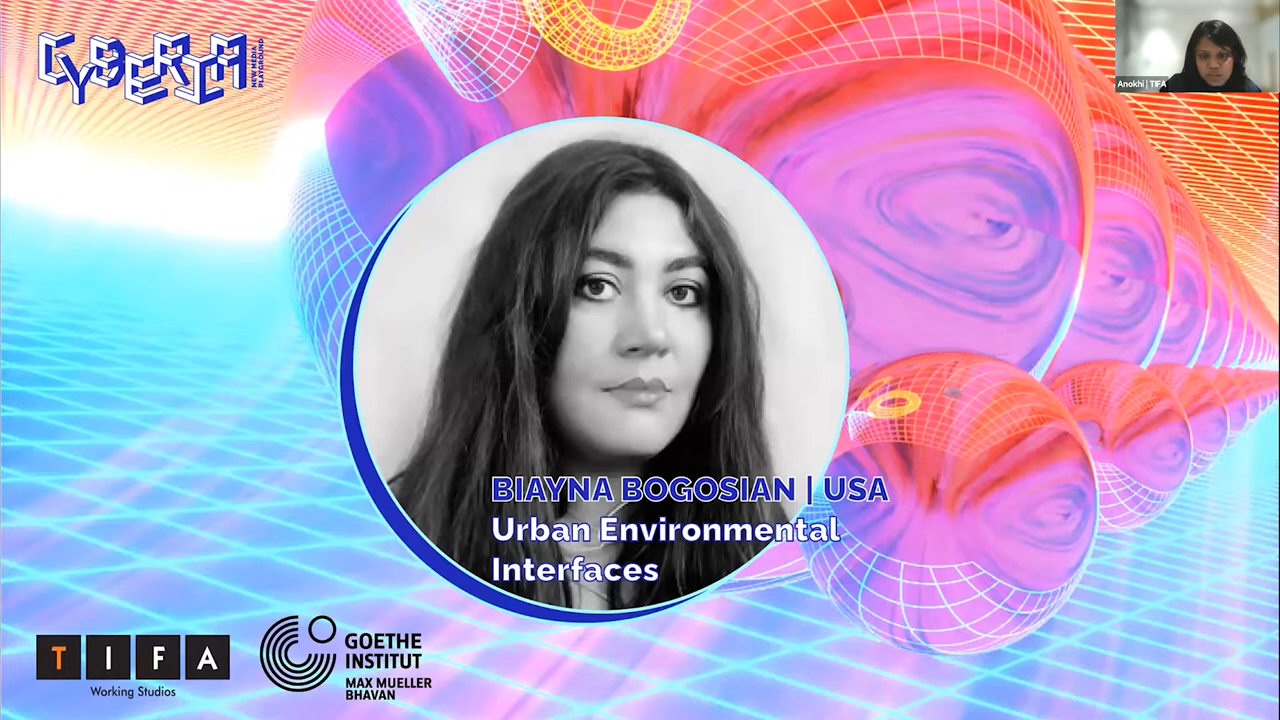 CYBERIA
NEW MEDIA
PLAYGROUND
Anokhi | TIFA
BIAYNA BOGOSIAN | USA
Urban Environmental
Interfaces
TIFA
Working Studios
GOETHE
INSTITUT
MAX MUELLER
BHAVAN